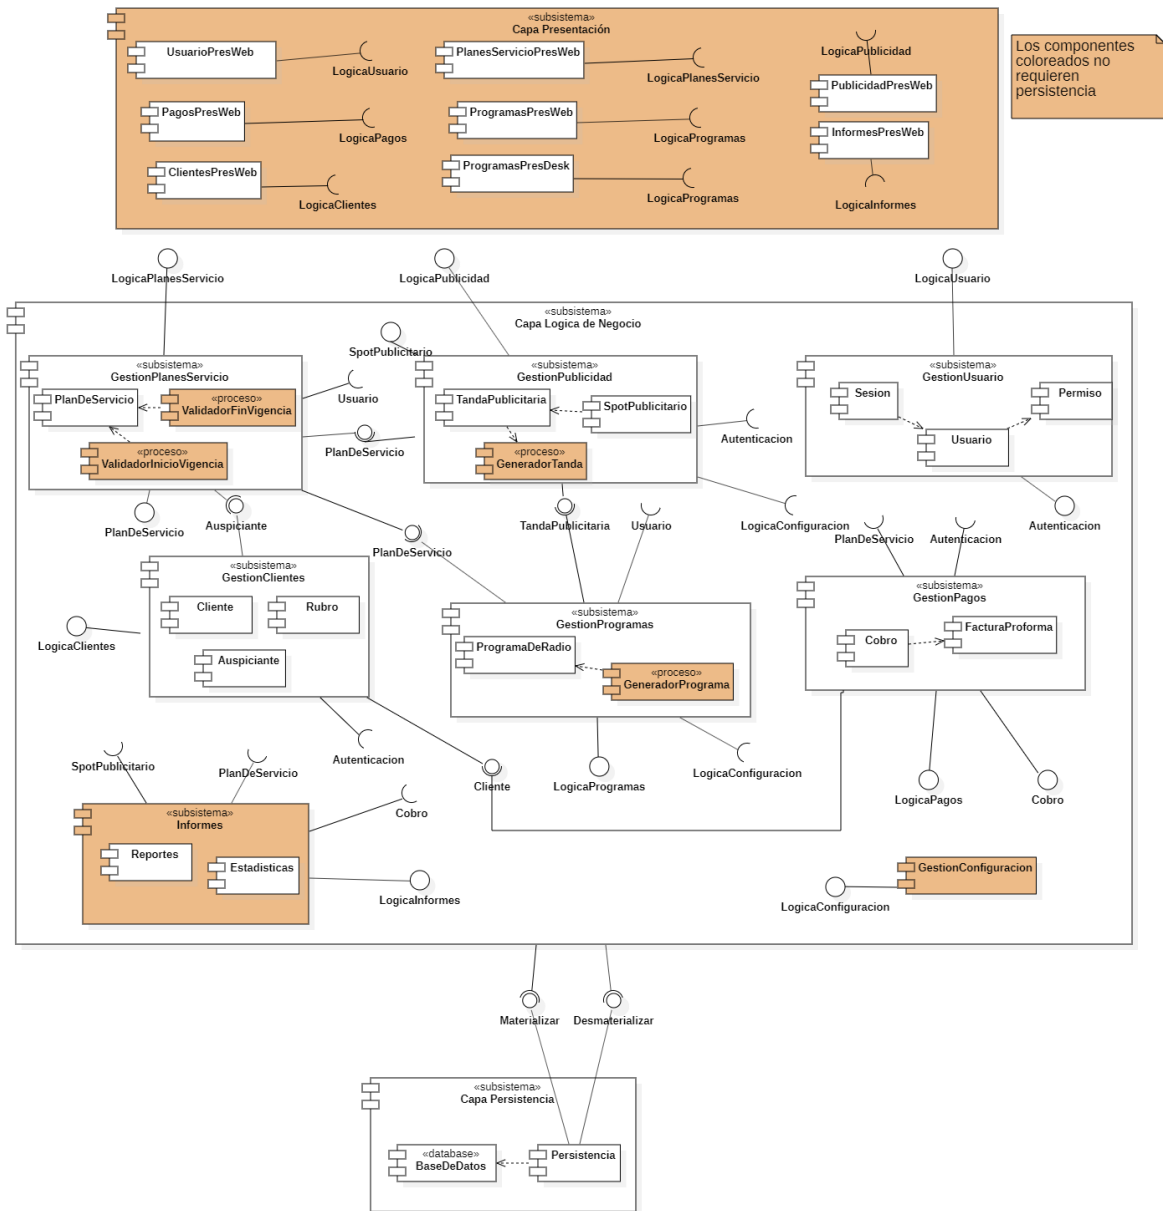 «subsistema»
Capa Presentación
UsuarioPresWeb
LogicaUsuario
PlanesServicioPresWeb
LogicaPlanesServicio
LogicaPublicidad
PublicidadPresWeb
PagosPresWeb
LogicaPagos
ProgramasPresWeb
LogicaProgramas
InformesPresWeb
ClientesPresWeb
LogicaClientes
ProgramasPresDesk
LogicaProgramas
LogicaInformes
Los componentes
coloreados no
requieren
persistencia
LogicaPlanesServicio
LogicaPublicidad
LogicaUsuario
«subsistema»
Capa Logica de Negocio
SpotPublicitario
«subsistema»
GestionPlanesServicio
PlanDeServicio
«proceso»
ValidadorFinVigencia
«proceso»
ValidadorInicioVigencia
Usuario
PlanDeServicio
«subsistema»
GestionPublicidad
TandaPublicitaria
SpotPublicitario
«proceso»
GeneradorTanda
Autenticacion
«subsistema»
GestionUsuario
Sesion
Permiso
Usuario
PlanDeServicio
Auspiciante
PlanDeServicio
TandaPublicitaria
Usuario
LogicaConfiguracion
PlanDeServicio
Autenticacion
Autenticacion
«subsistema»
GestionClientes
Cliente
Rubro
Auspiciante
LogicaClientes
«subsistema»
GestionProgramas
ProgramaDeRadio
«proceso»
GeneradorPrograma
«subsistema»
GestionPagos
Cobro
FacturaProforma
SpotPublicitario
PlanDeServicio
Autenticacion
Cliente
LogicaProgramas
LogicaConfiguracion
LogicaPagos
Cobro
«subsistema»
Informes
Reportes
Estadisticas
Cobro
LogicaInformes
GestionConfiguracion
LogicaConfiguracion
Materializar
Desmaterializar
«subsistema»
Capa Persistencia
«database»
BaseDeDatos
Persistencia